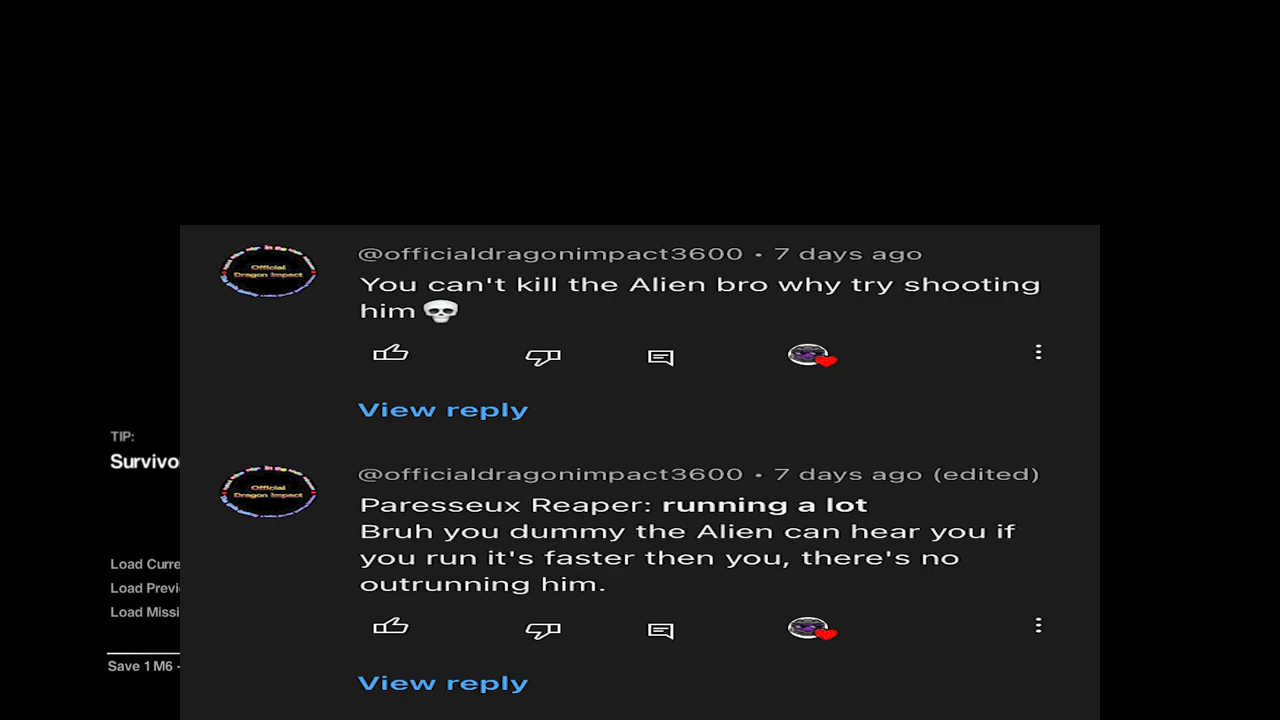 @officialdragonimpact3600 • 7 days ago
You can't kill the Alien bro why try shooting
him 💀
View reply
TIP:
Survivo
@officialdragonimpact3600 • 7 days ago (edited)
Paresseux Reaper: running a lot
Bruh you dummy the Alien can hear you if
you run it's faster then you, there's no
outrunning him.
Load Curre
Load Previ
Load Missi
Save 1 M6 -
View reply
Official
Dragon Impact
Official
Dragon Impact